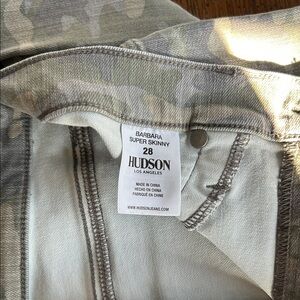 BARBARA
SUPER SKINNY
28
HUDSON
LOS ANGELES
MADE IN CHINA
HECHO EN CHINA
FABRIQUÉ EN CHINE
WWW.HUDSONJEANS.COM